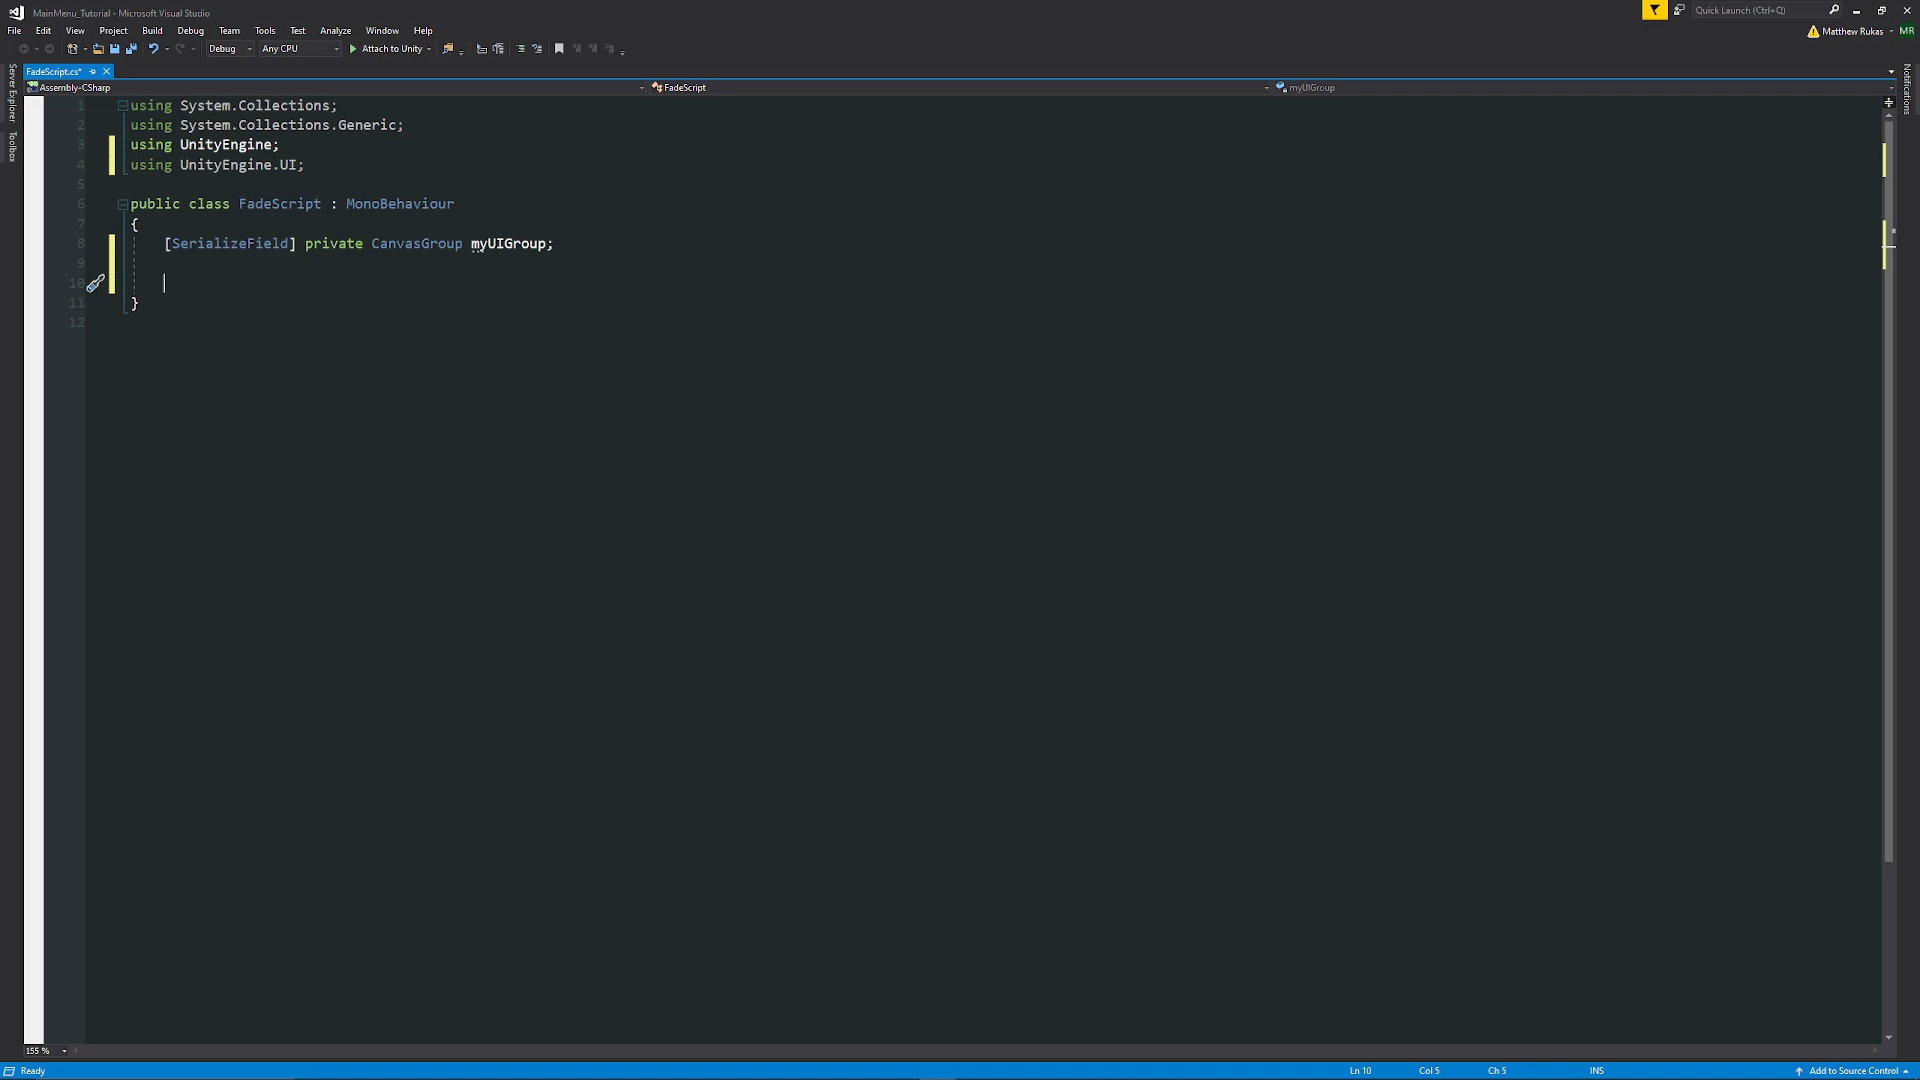 MainMenu_Tutorial - Microsoft Visual Studio
Quick Launch (Ctrl+Q)
File Edit View Project Build Debug Team Tools Test Analyze Window Help
Matthew Rukas MR
Debug Any CPU Attach to Unity
Server Explorer
Toolbox
Notifications
FadeScript.cs*
Assembly-CSharp FadeScript myUIGroup
1 using System.Collections;
2 using System.Collections.Generic;
3 using UnityEngine;
4 using UnityEngine.UI;
5
6 public class FadeScript : MonoBehaviour
7 {
8 [SerializeField] private CanvasGroup myUIGroup;
9
10
11 }
12
155 %
Ready Ln 10 Col 5 Ch 5 INS Add to Source Control